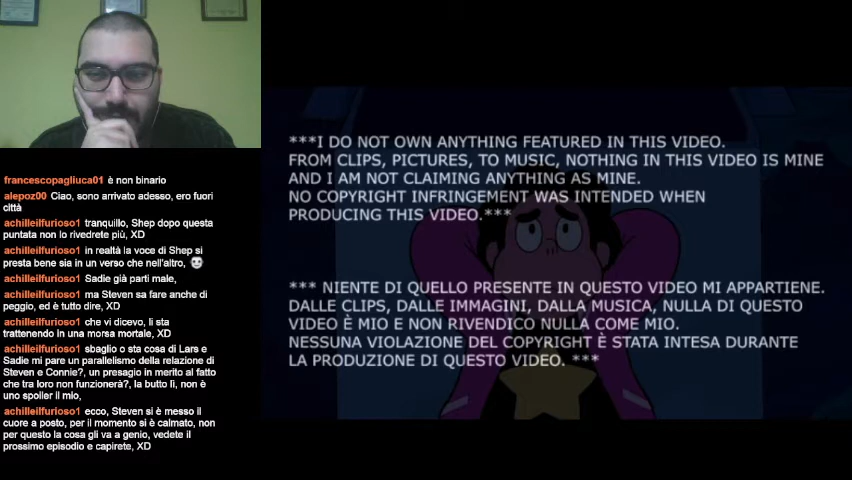 francescopagliuca01 è non binario
alepoz00 Ciao, sono arrivato adesso, ero fuori
città
achilleilfurioso1 tranquillo, Shep dopo questa
puntata non lo rivedrete più, XD
achilleilfurioso1 in realtà la voce di Shep si
presta bene sia in un verso che nell'altro,
achilleilfurioso1 Sadie già parti male,
achilleilfurioso1 ma Steven sa fare anche di
peggio, ed è tutto dire, XD
achilleilfurioso1 che vi dicevo, li sta
trattenendo in una morsa mortale, XD
achilleilfurioso1 sbaglio o sta cosa di Lars e
Sadie mi pare un parallelismo della relazione di
Steven e Connie?, un presagio in merito al fatto
che tra loro non funzionerà?, la butto lì, non è
uno spoiler il mio,
achilleilfurioso1 ecco, Steven si è messo il
cuore a posto, per il momento si è calmato, non
per questo la cosa gli va a genio, vedete il
prossimo episodio e capirete, XD
***I DO NOT OWN ANYTHING FEATURED IN THIS VIDEO.
FROM CLIPS, PICTURES, TO MUSIC, NOTHING IN THIS VIDEO IS MINE
AND I AM NOT CLAIMING ANYTHING AS MINE.
NO COPYRIGHT INFRINGEMENT WAS INTENDED WHEN
PRODUCING THIS VIDEO.***
*** NIENTE DI QUELLO PRESENTE IN QUESTO VIDEO MI APPARTIENE.
DALLE CLIPS, DALLE IMMAGINI, DALLA MUSICA, NULLA DI QUESTO
VIDEO È MIO E NON RIVENDICO NULLA COME MIO.
NESSUNA VIOLAZIONE DEL COPYRIGHT È STATA INTESA DURANTE
LA PRODUZIONE DI QUESTO VIDEO. ***